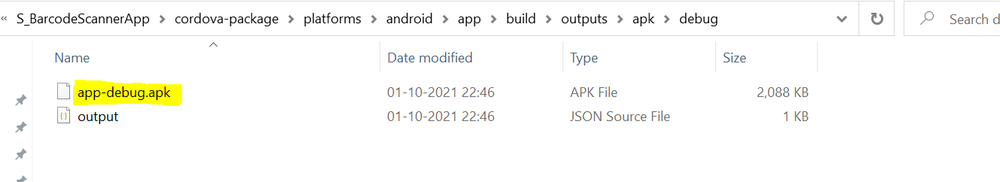 « S_BarcodeScannerApp > cordova-package > platforms > android > app > build > outputs > apk > debug Search d
Name Date modified Type Size
app-debug.apk 01-10-2021 22:46 APK File 2,088 KB
output 01-10-2021 22:46 JSON Source File 1 KB